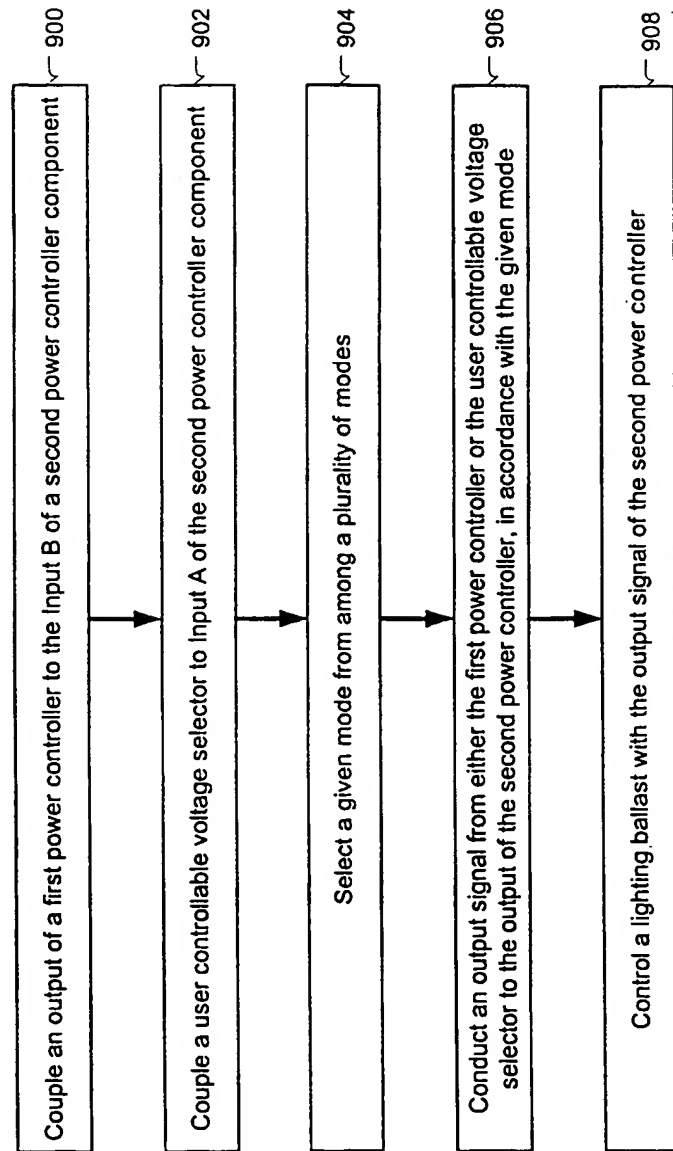 Couple an output of a first power controller to the Input B of a second power controller component
900
Couple a user controllable voltage selector to Input A of the second power controller component
902
Select a given mode from among a plurality of modes
904
Conduct an output signal from either the first power controller or the user controllable voltage
selector to the output of the second power controller, in accordance with the given mode
906
Control a lighting ballast with the output signal of the second power controller
908